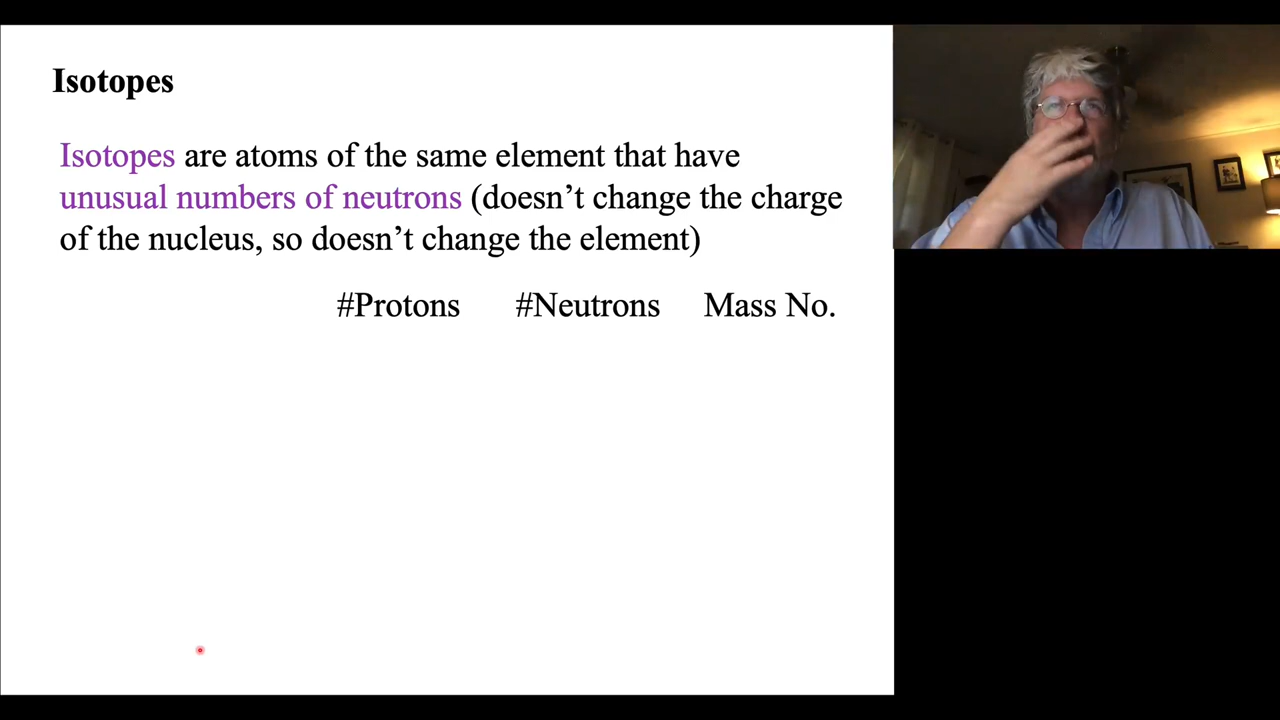 Isotopes
Isotopes are atoms of the same element that have
unusual numbers of neutrons (doesn’t change the charge
of the nucleus, so doesn’t change the element)
#Protons #Neutrons Mass No.